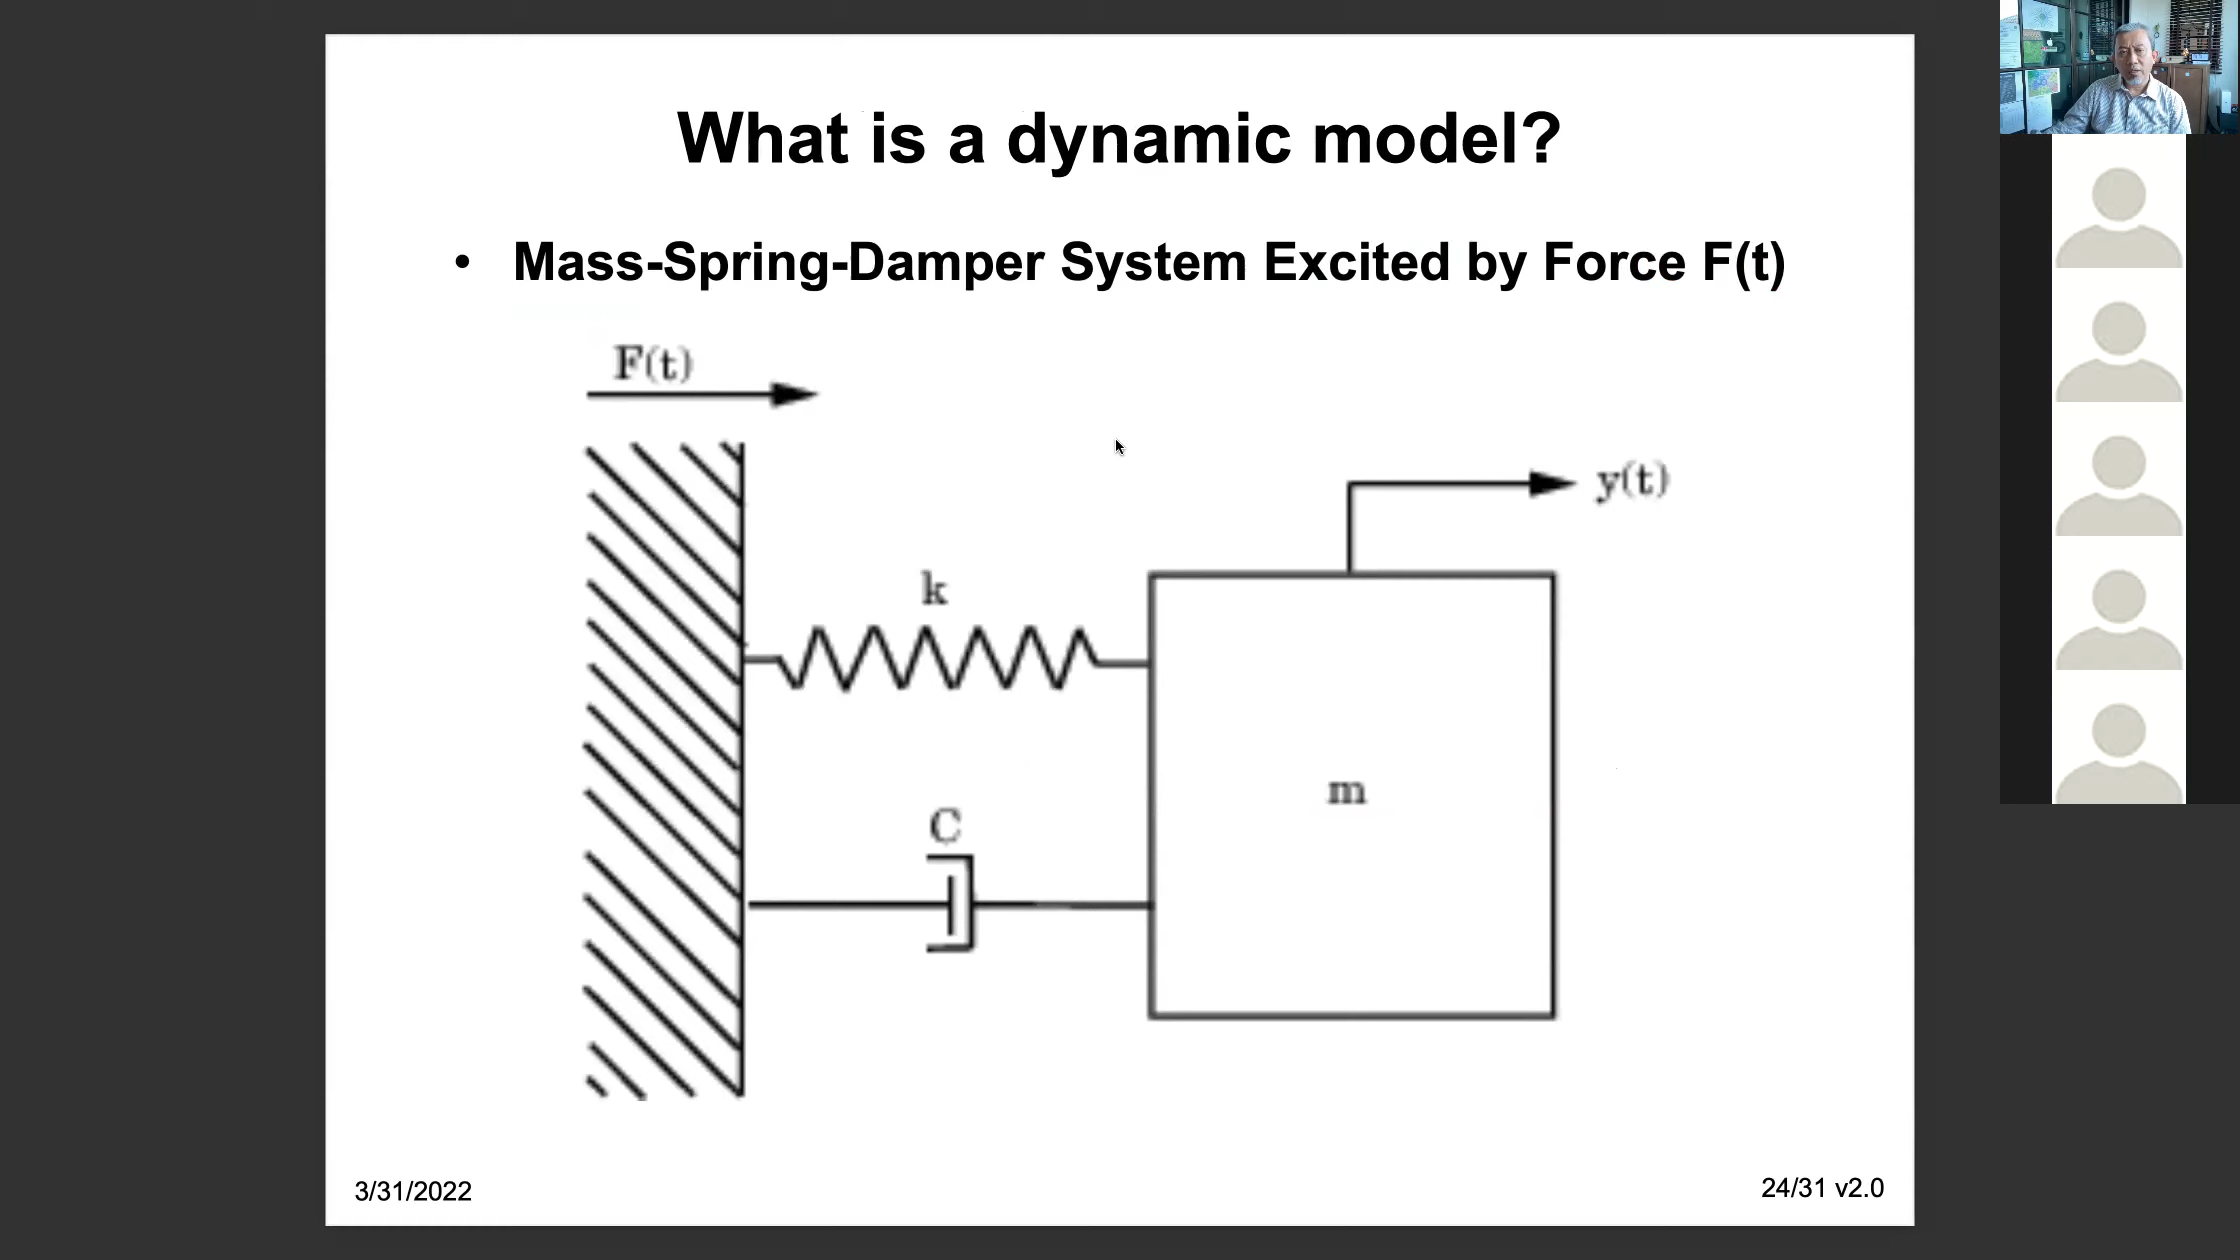 What is a dynamic model?
• Mass-Spring-Damper System Excited by Force F(t)
F(t)
y(t)
k
C
m
3/31/2022
24/31 v2.0